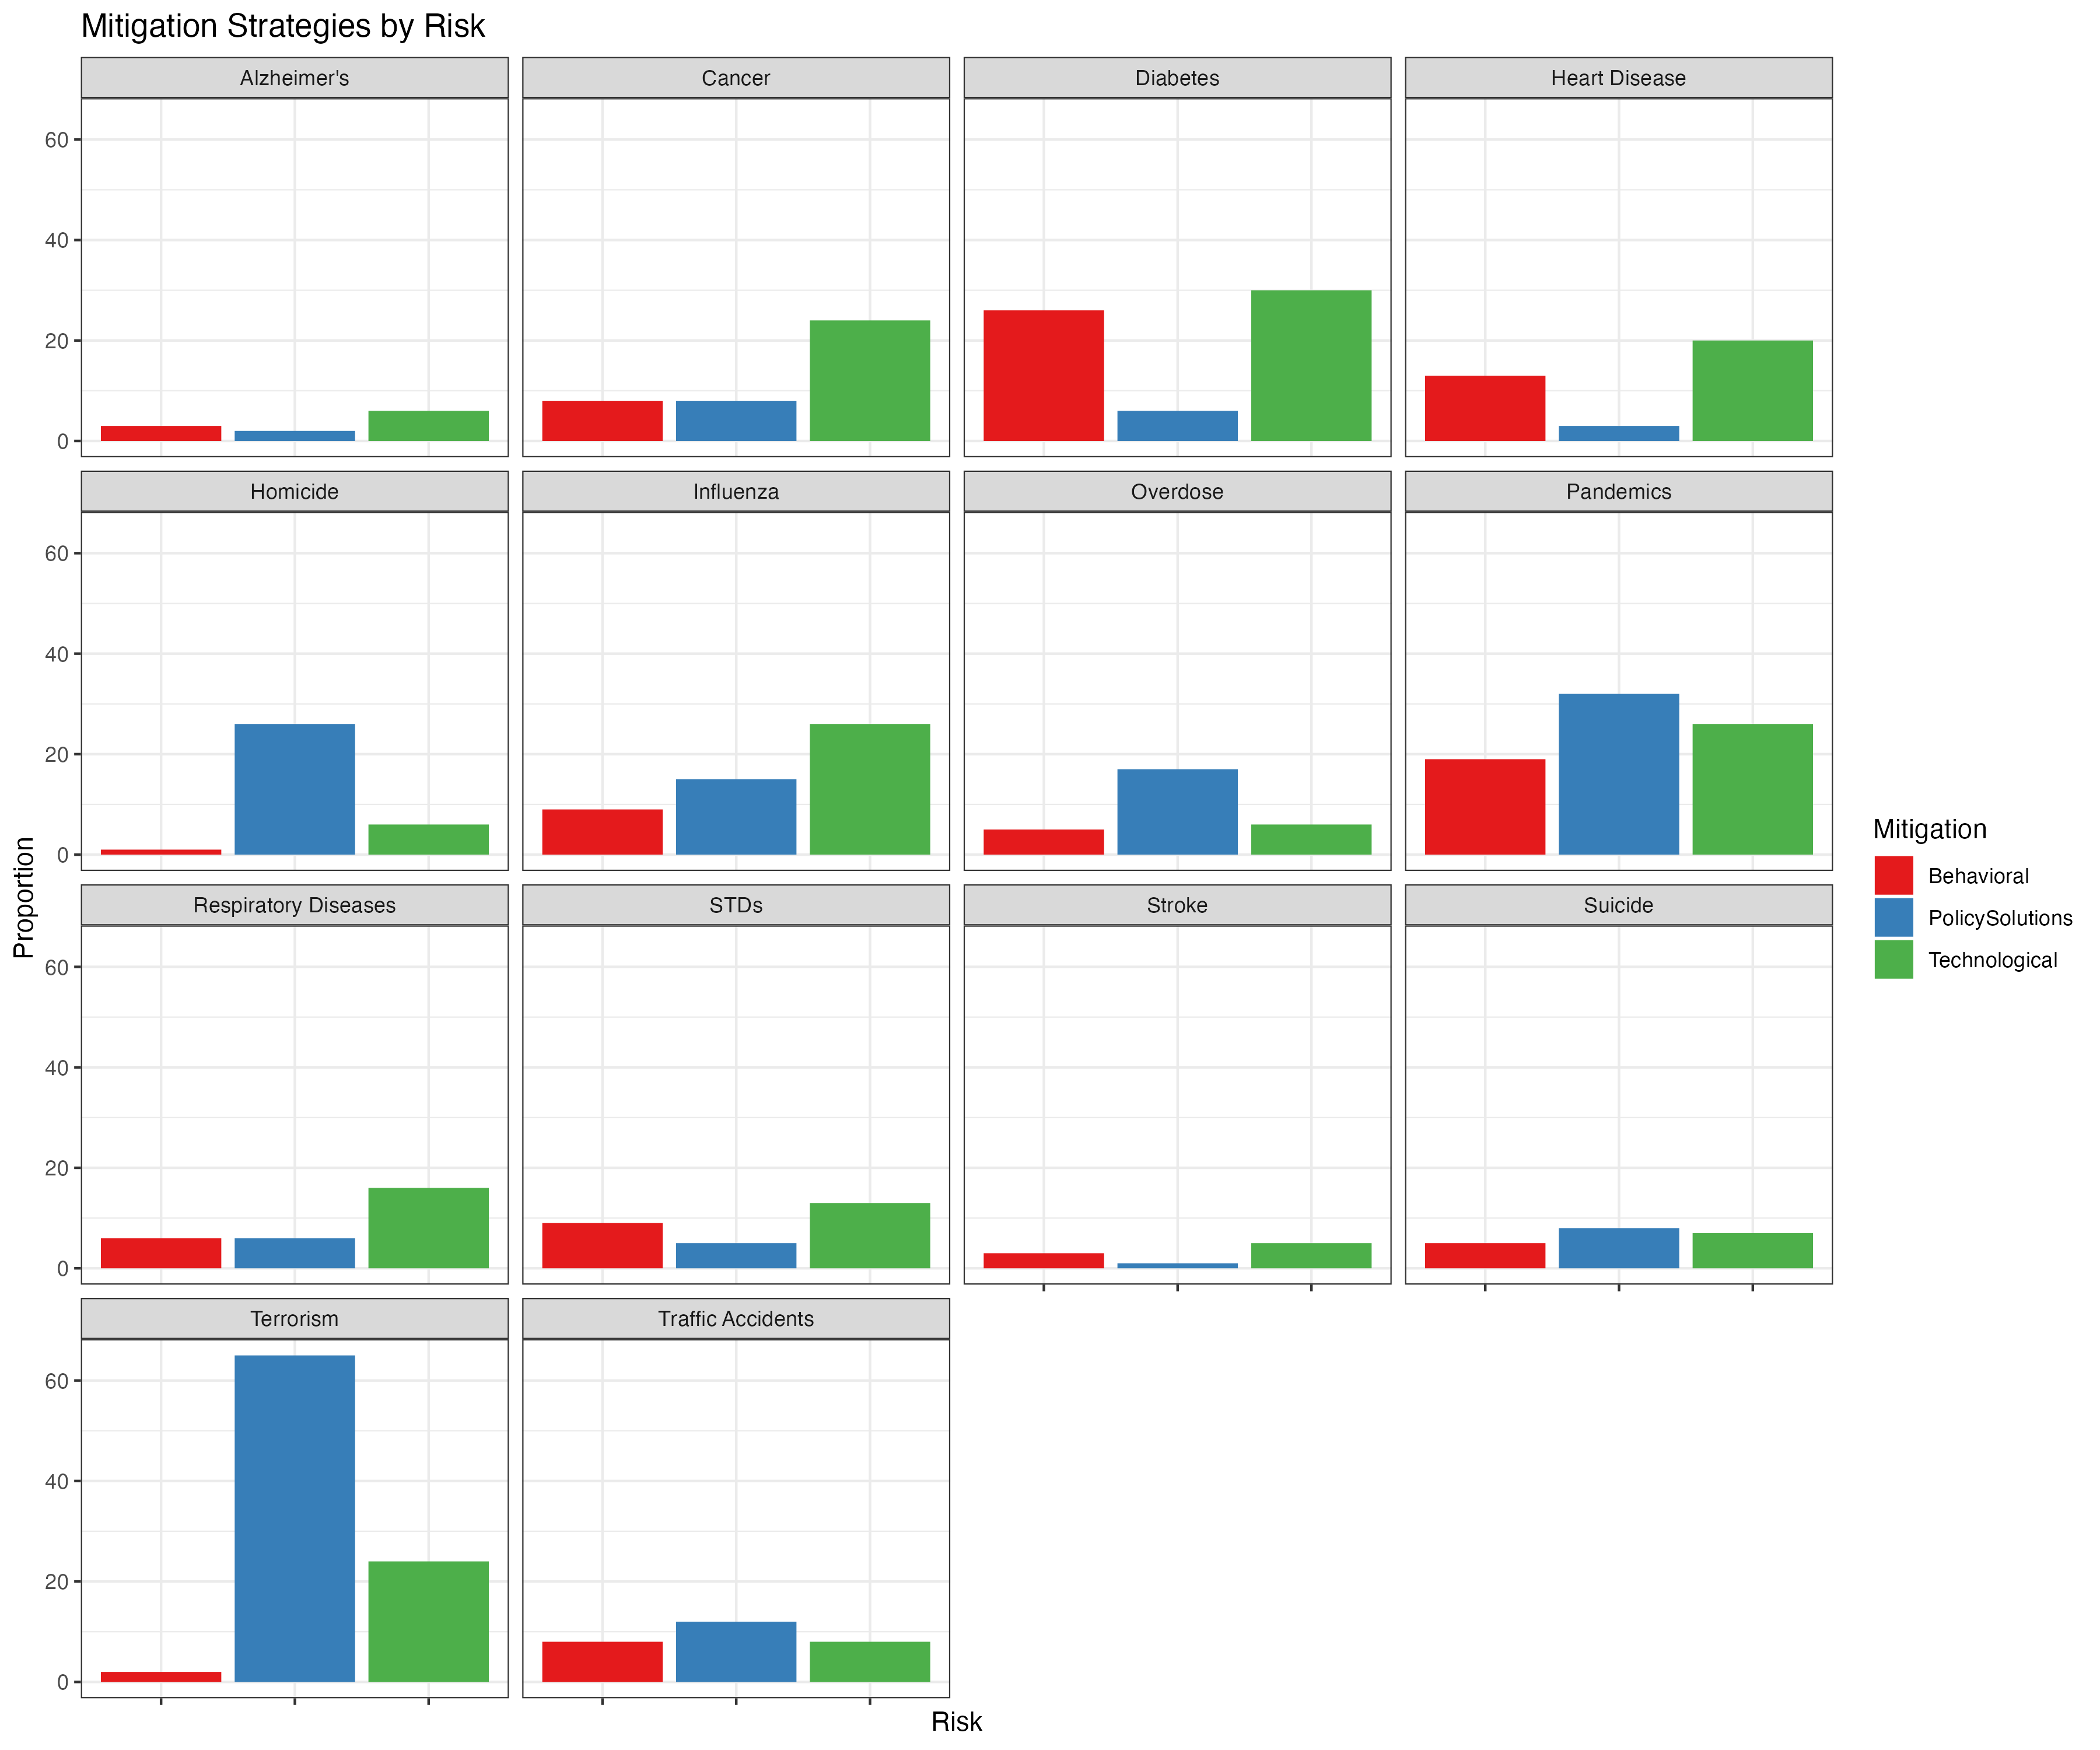 Mitigation Strategies by Risk
Alzheimer's
Cancer
Diabetes
Heart Disease
60
40
20
0
Homicide
Influenza
Overdose
Pandemics
60
40
20
0
Respiratory Diseases
STDs
Stroke
Suicide
60
40
20
0
Terrorism
Traffic Accidents
60
40
20
0
Proportion
Risk
Mitigation
Behavioral
PolicySolutions
Technological